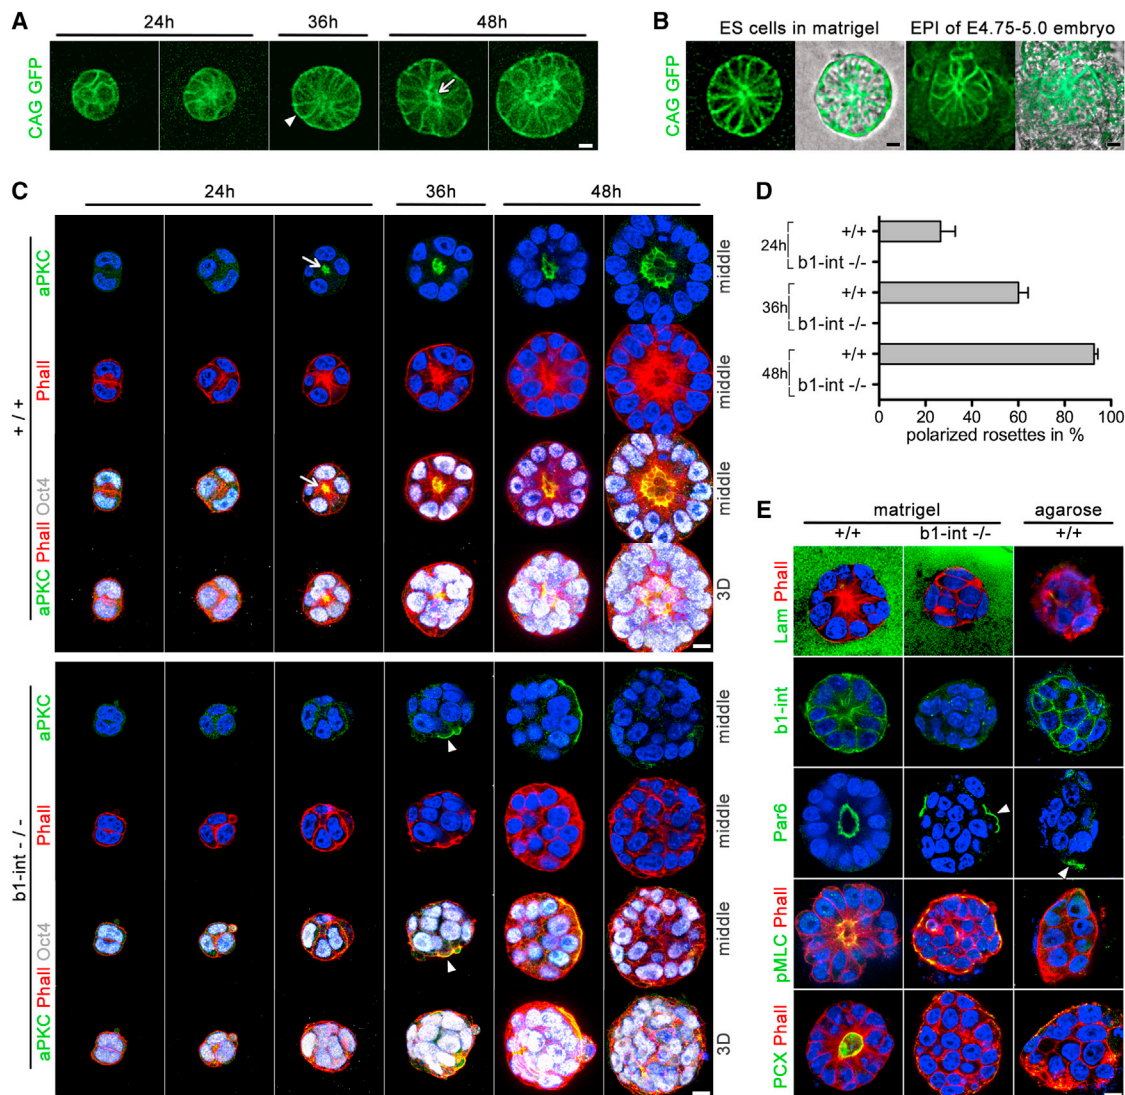 A
24h 36h 48h
CAG GFP
B
ES cells in matrigel EPI of E4.75-5.0 embryo
CAG GFP
C
24h 36h 48h
+/+
aPKC
middle
Phall
middle
aPKC Phall Oct4
middle
3D
b1-int -/-
aPKC
middle
Phall
middle
aPKC Phall Oct4
middle
3D
D
24h
+/+
b1-int -/-
36h
+/+
b1-int -/-
48h
+/+
b1-int -/-
0 20 40 60 80 100
polarized rosettes in %
E
matrigel agarose
+/+ b1-int -/- +/+
Lam Phall
b1-int
Par6
pMLC Phall
PCX Phall